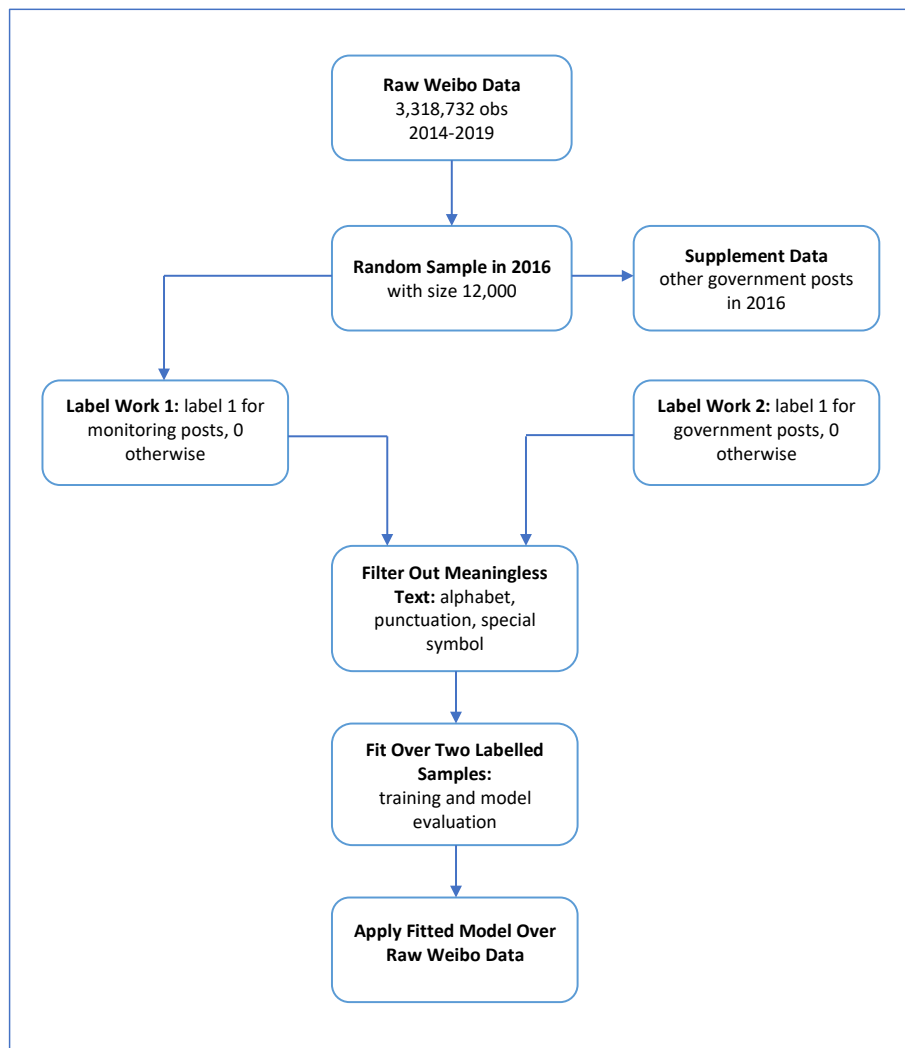 Raw Weibo Data
3,318,732 obs
2014-2019
Random Sample in 2016
with size 12,000
Supplement Data
other government posts
in 2016
Label Work 1: label 1 for
monitoring posts, 0
otherwise
Label Work 2: label 1 for
government posts, 0
otherwise
Filter Out Meaningless
Text: alphabet,
punctuation, special
symbol
Fit Over Two Labelled
Samples:
training and model
evaluation
Apply Fitted Model Over
Raw Weibo Data